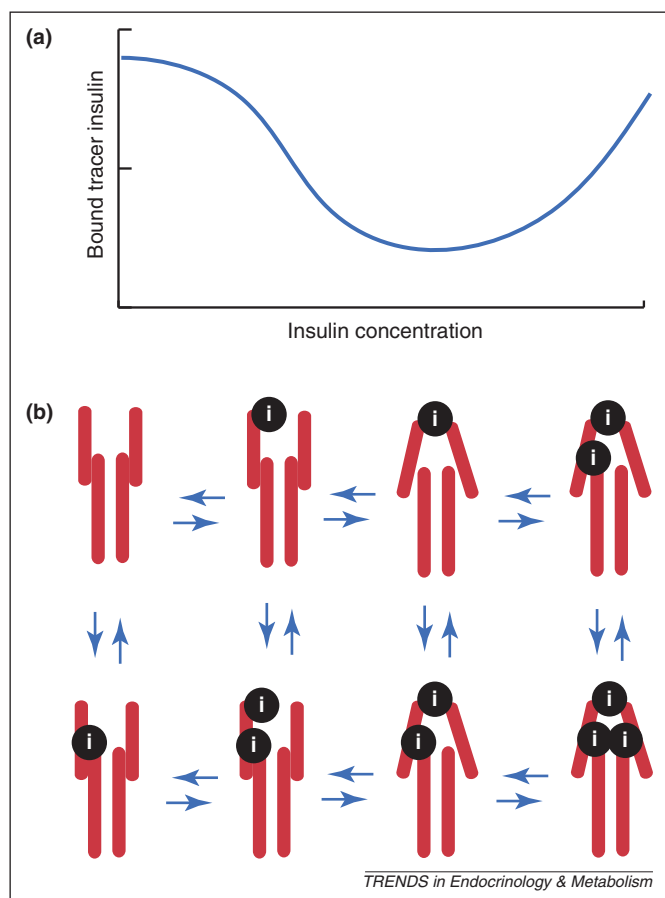 (a)
Bound tracer insulin
Insulin concentration
(b)
i
i
i
i
i
i
i
i
i
i
i
i
TRENDS in Endocrinology & Metabolism